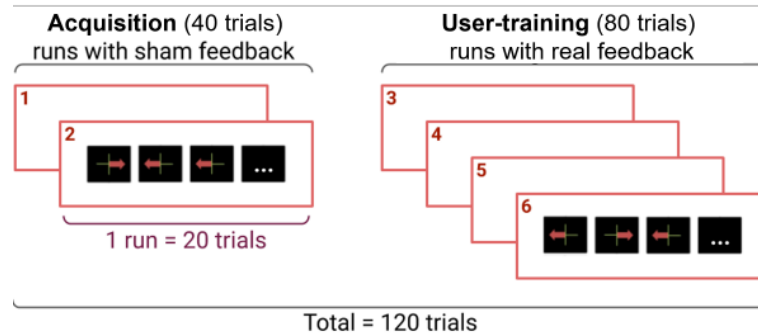 Acquisition (40 trials)
runs with sham feedback
User-training (80 trials)
runs with real feedback
1
2
...
1 run = 20 trials
3
4
5
6
...
Total = 120 trials